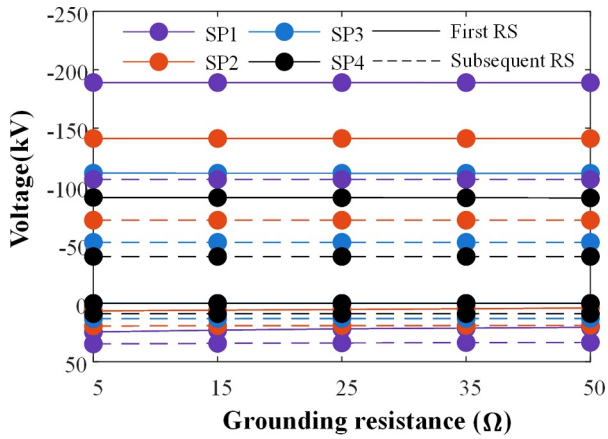 -250
-200
-150
-100
-50
0
50
Voltage(kV)
SP1 SP3 First RS
SP2 SP4 Subsequent RS
5 15 25 35 50
Grounding resistance (Ω)